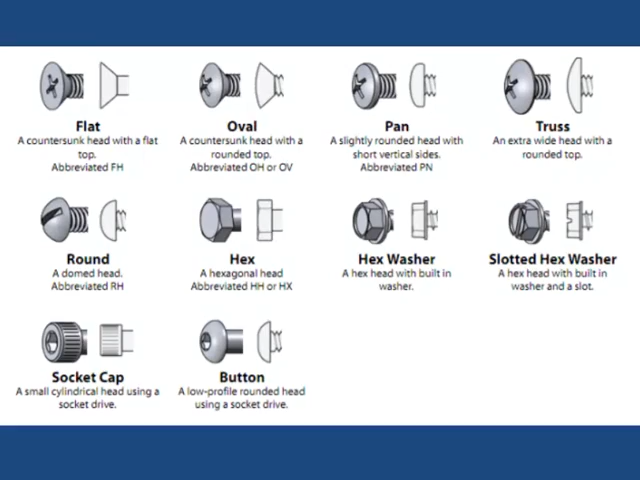 Flat
A countersunk head with a flat
top.
Abbreviated FH
Oval
A countersunk head with a
rounded top.
Abbreviated OH or OV
Pan
A slightly rounded head with
short vertical sides.
Abbreviated PN
Truss
An extra wide head with a
rounded top.
Round
A domed head.
Abbreviated RH
Hex
A hexagonal head
Abbreviated HH or HX
Hex Washer
A hex head with built in
washer.
Slotted Hex Washer
A hex head with built in
washer and a slot.
Socket Cap
A small cylindrical head using a
socket drive.
Button
A low-profile rounded head
using a socket drive.